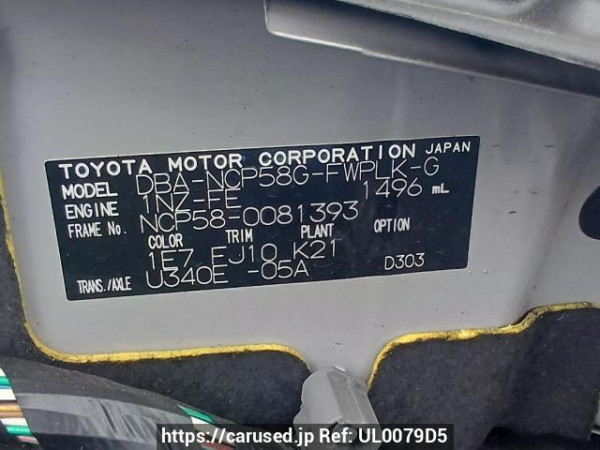 TOYOTA MOTOR CORPORATION JAPAN
MODEL DBA-NCP58G-FWPLK-G
ENGINE 1NZ-FE 1496 mL
FRAME No. NCP58-0081393
COLOR TRIM PLANT OPTION
1E7 EJ10 K21
TRANS./AXLE U340E -05A D303
https://carused.jp Ref: UL0079D5